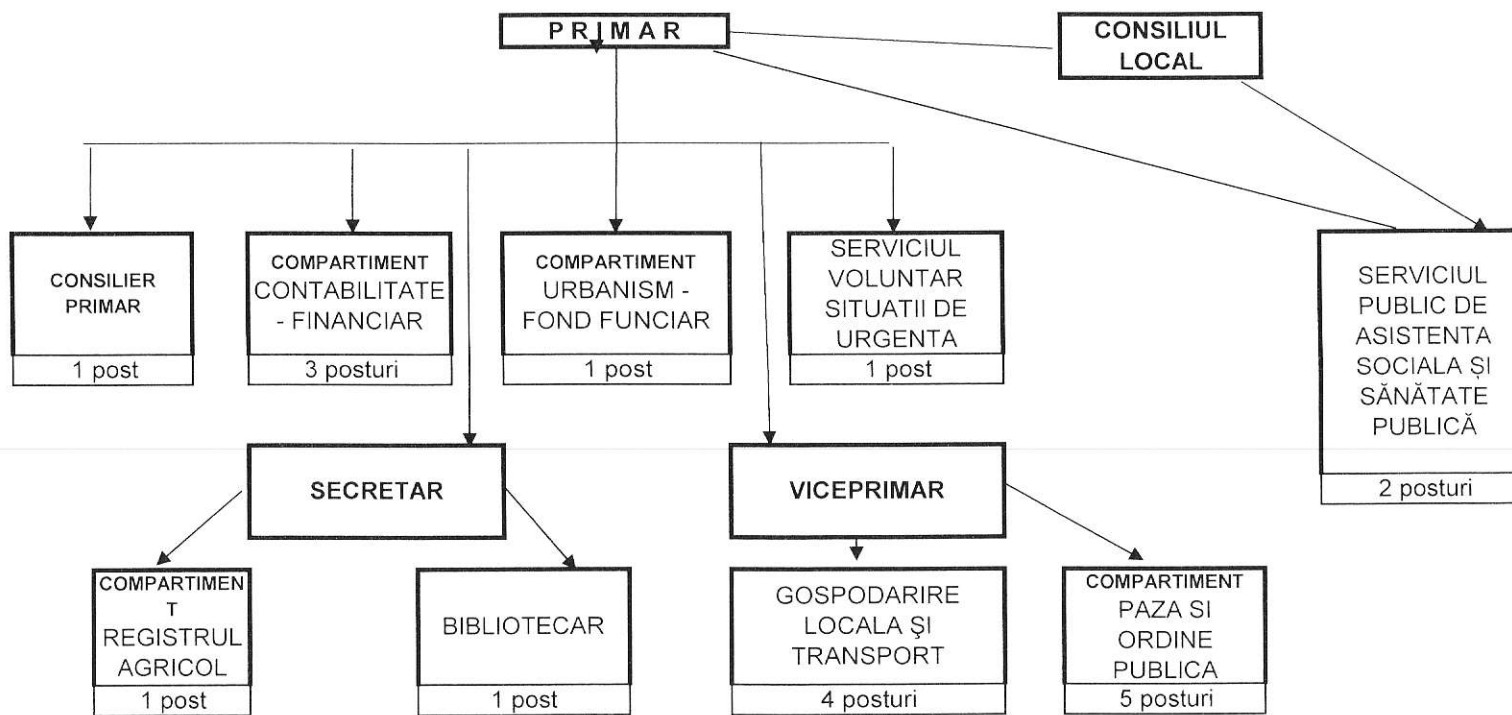 P R I M A R
CONSILIUL
LOCAL
CONSILIER
PRIMAR
1 post
COMPARTIMENT
CONTABILITATE
- FINANCIAR
3 posturi
COMPARTIMENT
URBANISM -
FOND FUNCIAR
1 post
SERVICIUL
VOLUNTAR
SITUATII DE
URGENTA
1 post
SERVICIUL
PUBLIC DE
ASISTENTA
SOCIALA ȘI
SĂNĂTATE
PUBLICĂ
2 posturi
SECRETAR
VICEPRIMAR
COMPARTIMEN
T
REGISTRUL
AGRICOL
1 post
BIBLIOTECAR
1 post
GOSPODARIRE
LOCALA ŞI
TRANSPORT
4 posturi
COMPARTIMENT
PAZA SI
ORDINE
PUBLICA
5 posturi